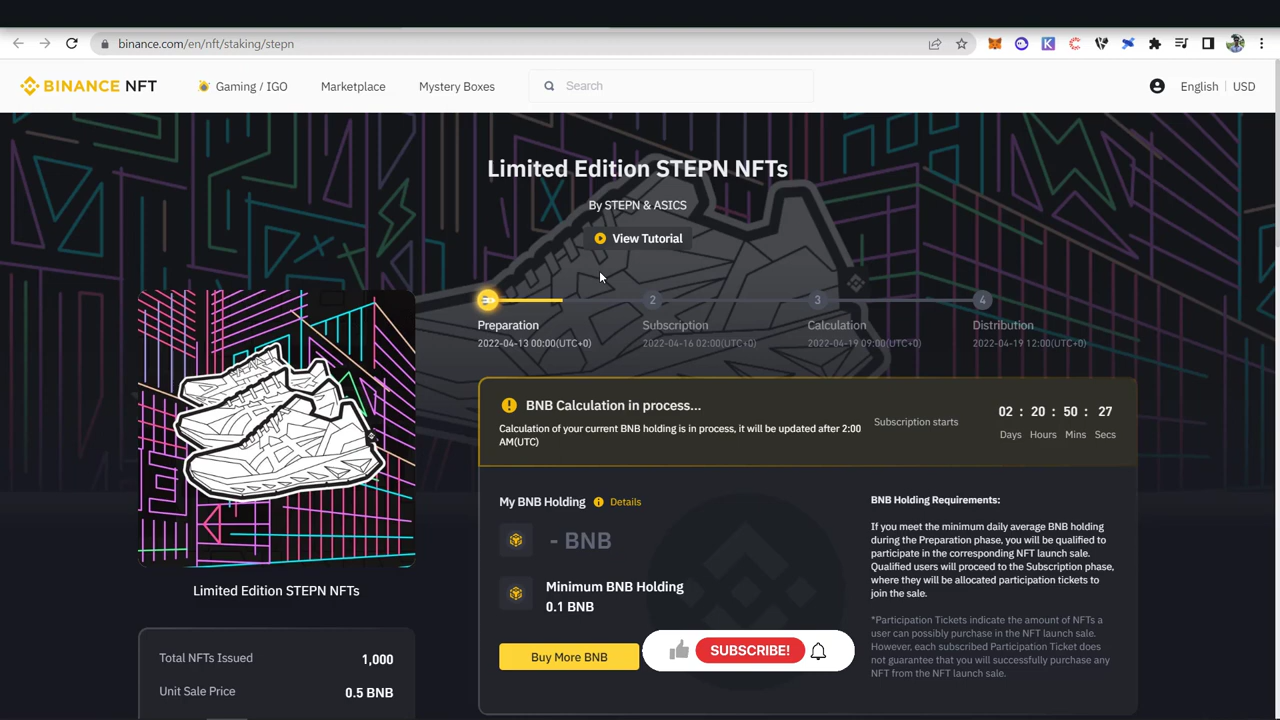 binance.com/en/nft/staking/stepn
BINANCE NFT
Gaming / IGO
Marketplace
Mystery Boxes
Search
English
USD
Limited Edition STEPN NFTs
By STEPN & ASICS
View Tutorial
2
3
4
Preparation
Subscription
Calculation
Distribution
2022-04-13 00:00(UTC+0)
2022-04-16 02:00(UTC+0)
2022-04-19 09:00(UTC+0)
2022-04-19 12:00(UTC+0)
BNB Calculation in process...
Calculation of your current BNB holding is in process, it will be updated after 2:00
AM(UTC)
Subscription starts
02 : 20 : 50 : 27
Days Hours Mins Secs
My BNB Holding
Details
- BNB
Minimum BNB Holding
0.1 BNB
Buy More BNB
SUBSCRIBE!
BNB Holding Requirements:
If you meet the minimum daily average BNB holding
during the Preparation phase, you will be qualified to
participate in the corresponding NFT launch sale.
Qualified users will proceed to the Subscription phase,
where they will be allocated participation tickets to
join the sale.
*Participation Tickets indicate the amount of NFTs a
user can possibly purchase in the NFT launch sale.
However, each subscribed Participation Ticket does
not guarantee that you will successfully purchase any
NFT from the NFT launch sale.
Limited Edition STEPN NFTs
Total NFTs Issued
1,000
Unit Sale Price
0.5 BNB